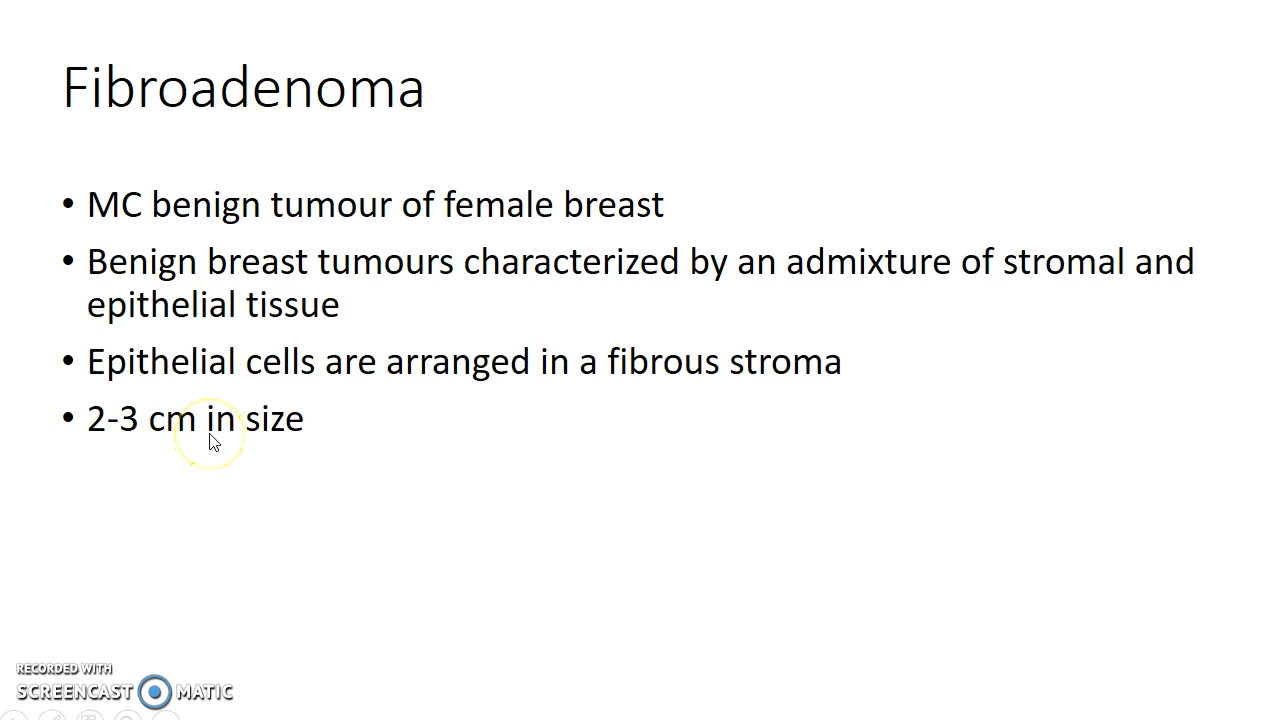 Fibroadenoma
• MC benign tumour of female breast
• Benign breast tumours characterized by an admixture of stromal and
epithelial tissue
• Epithelial cells are arranged in a fibrous stroma
• 2-3 cm in size
RECORDED WITH
SCREENCAST MATIC